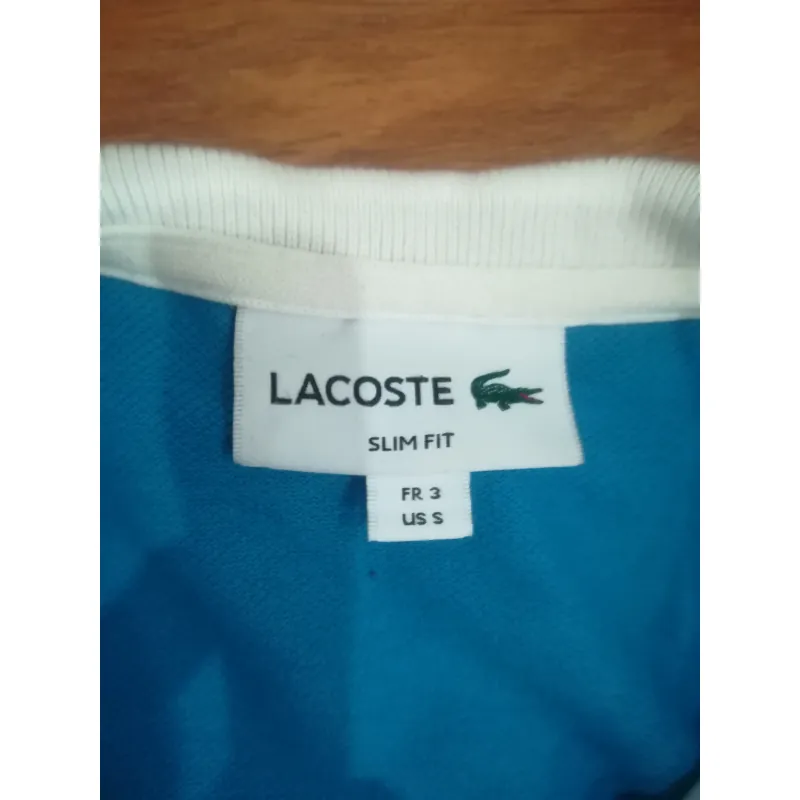 LACOSTE
SLIM FIT
FR 3
US S